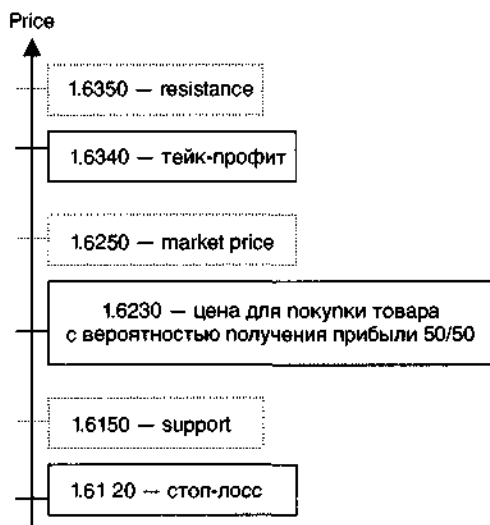 Price
1.6350 — resistance
1.6340 — тейк-профит
1.6250 — market price
1.6230 — цена для покупки товара
с вероятностью получения прибыли 50/50
1.6150 — support
1.61 20 — стоп-лосс